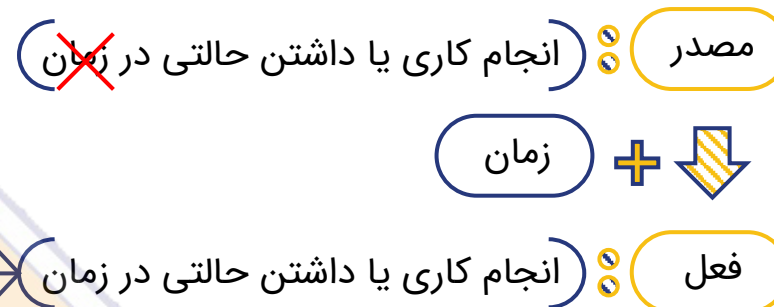 مصدر : (انجام کاری یا داشتن حالتی در زمان)
+ زمان
فعل : (انجام کاری یا داشتن حالتی در زمان)